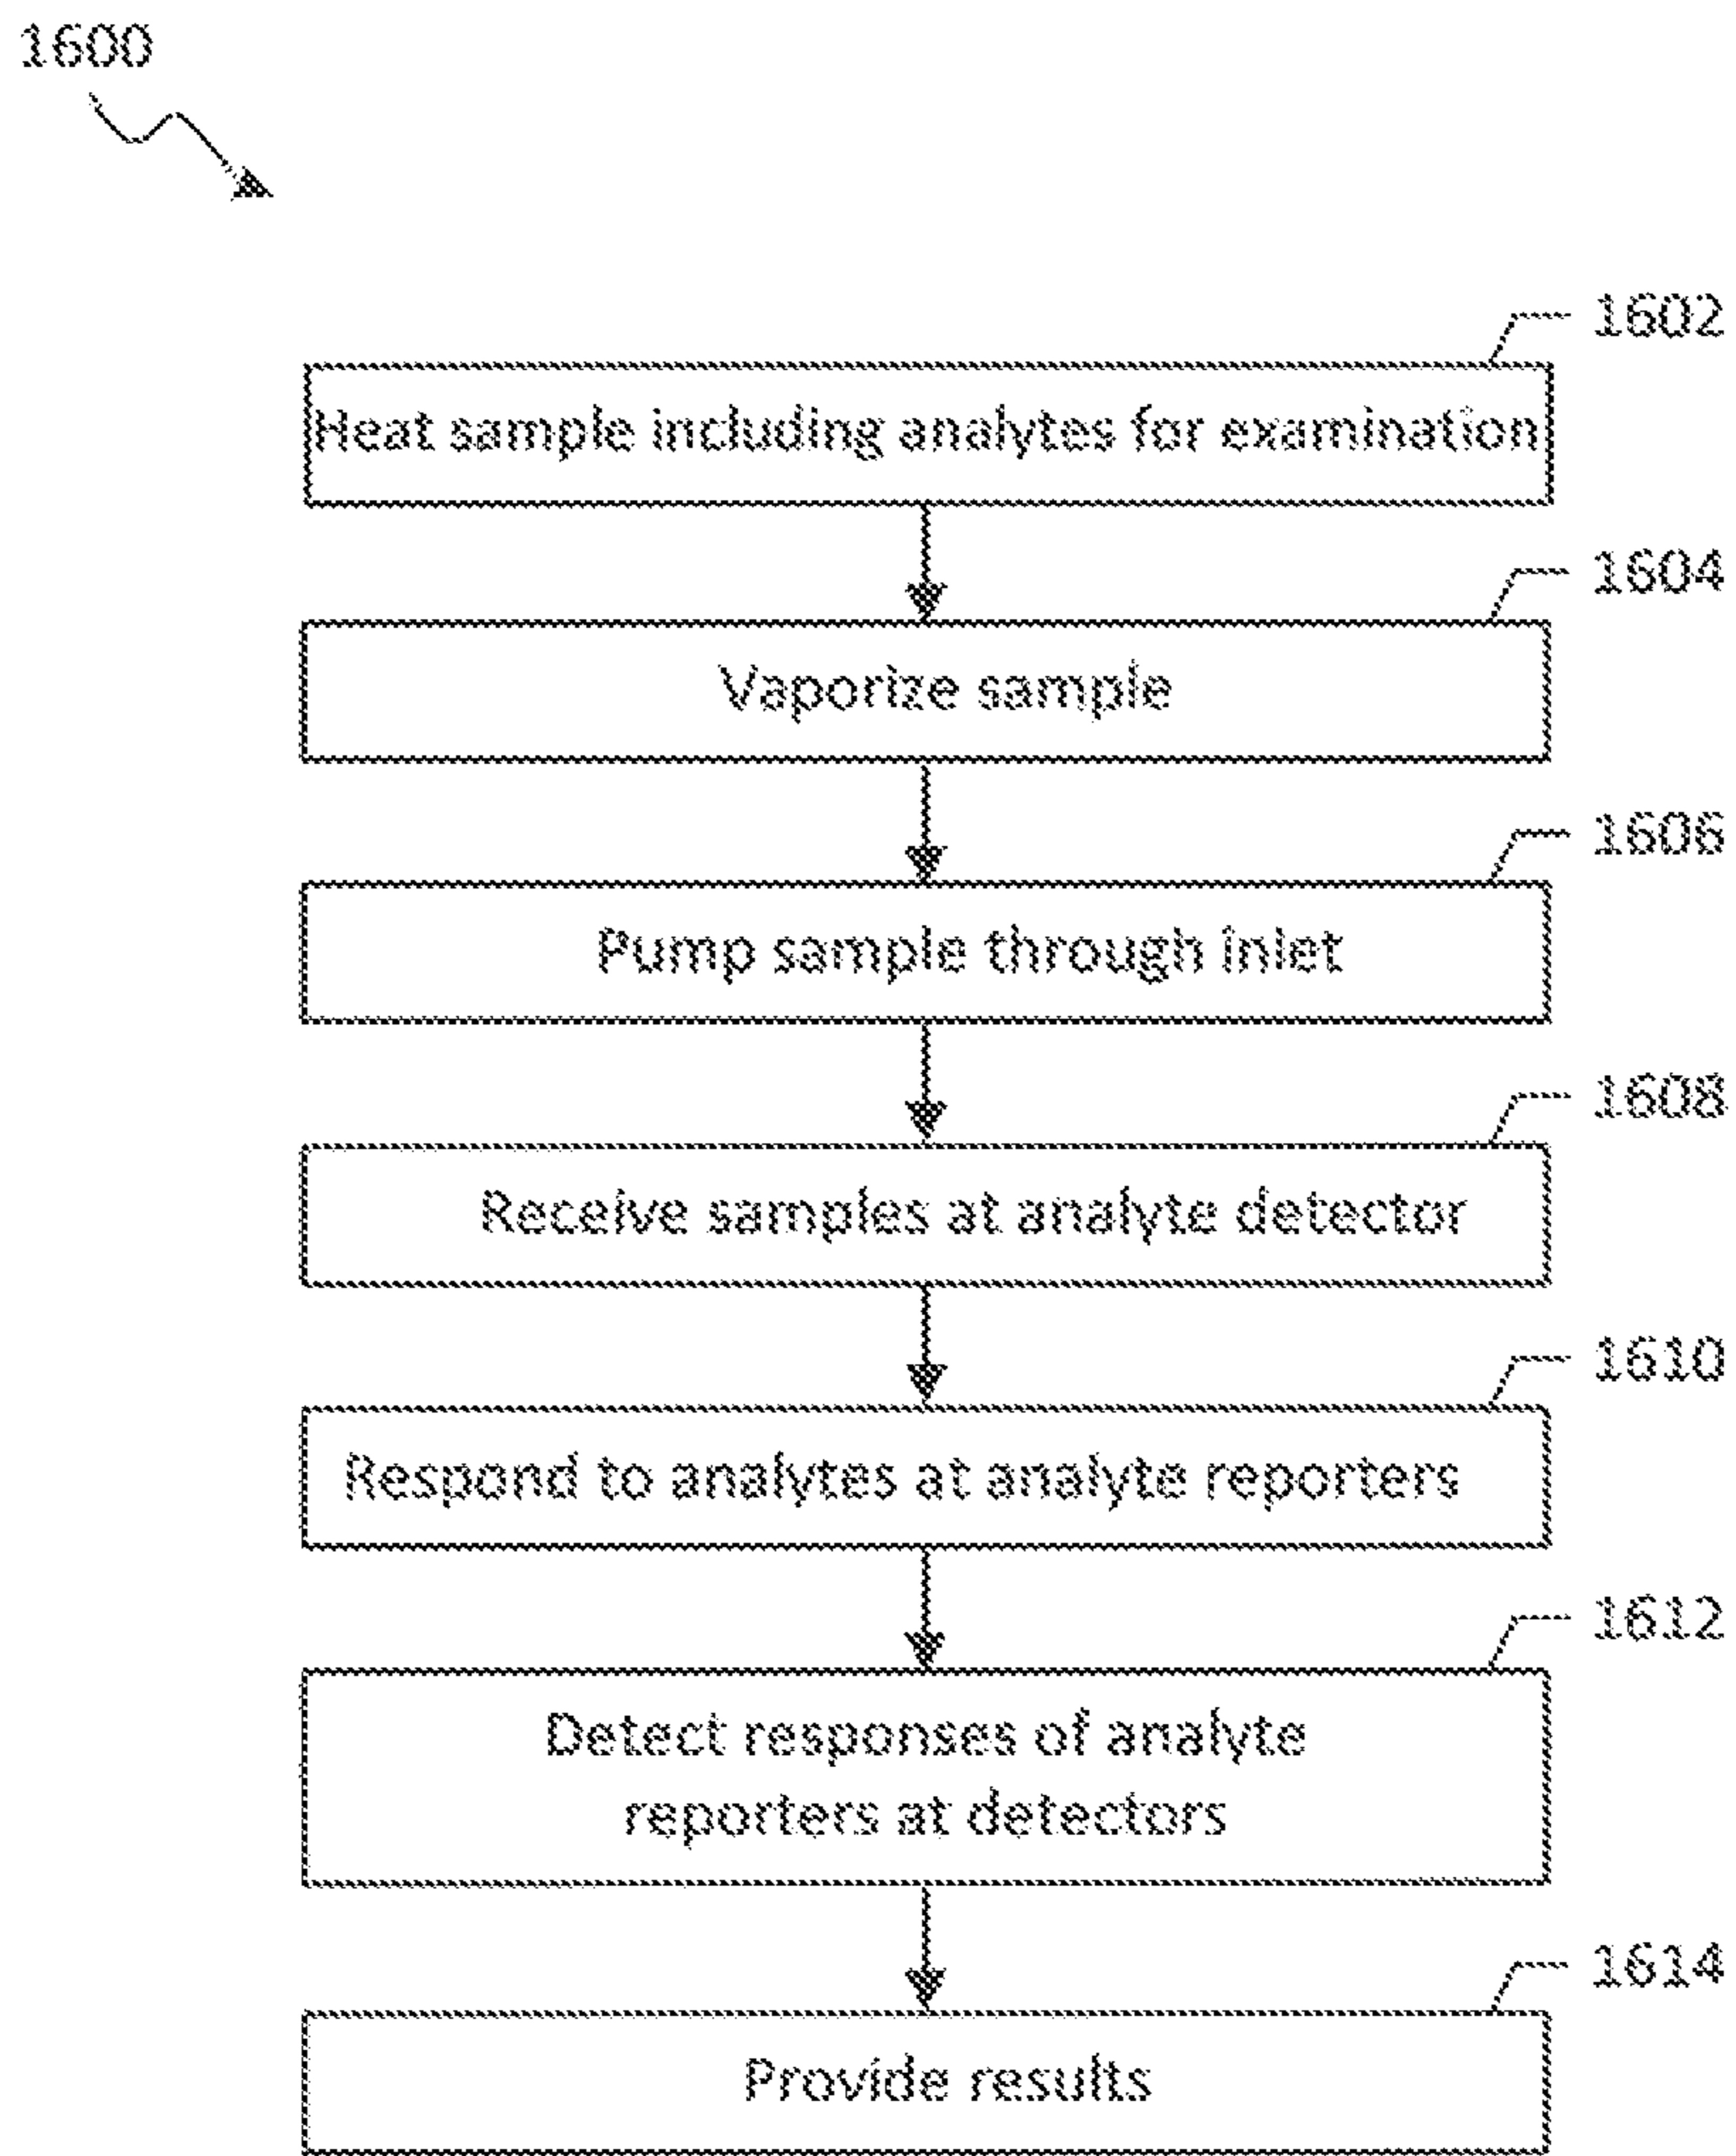 1600
1602
Heat sample including analytes for examination
1604
Vaporize sample
1606
Pump sample through inlet
1608
Receive samples at analyte detector
1610
Respond to analytes at analyte reporters
1612
Detect responses of analyte
reporters at detectors
1614
Provide results